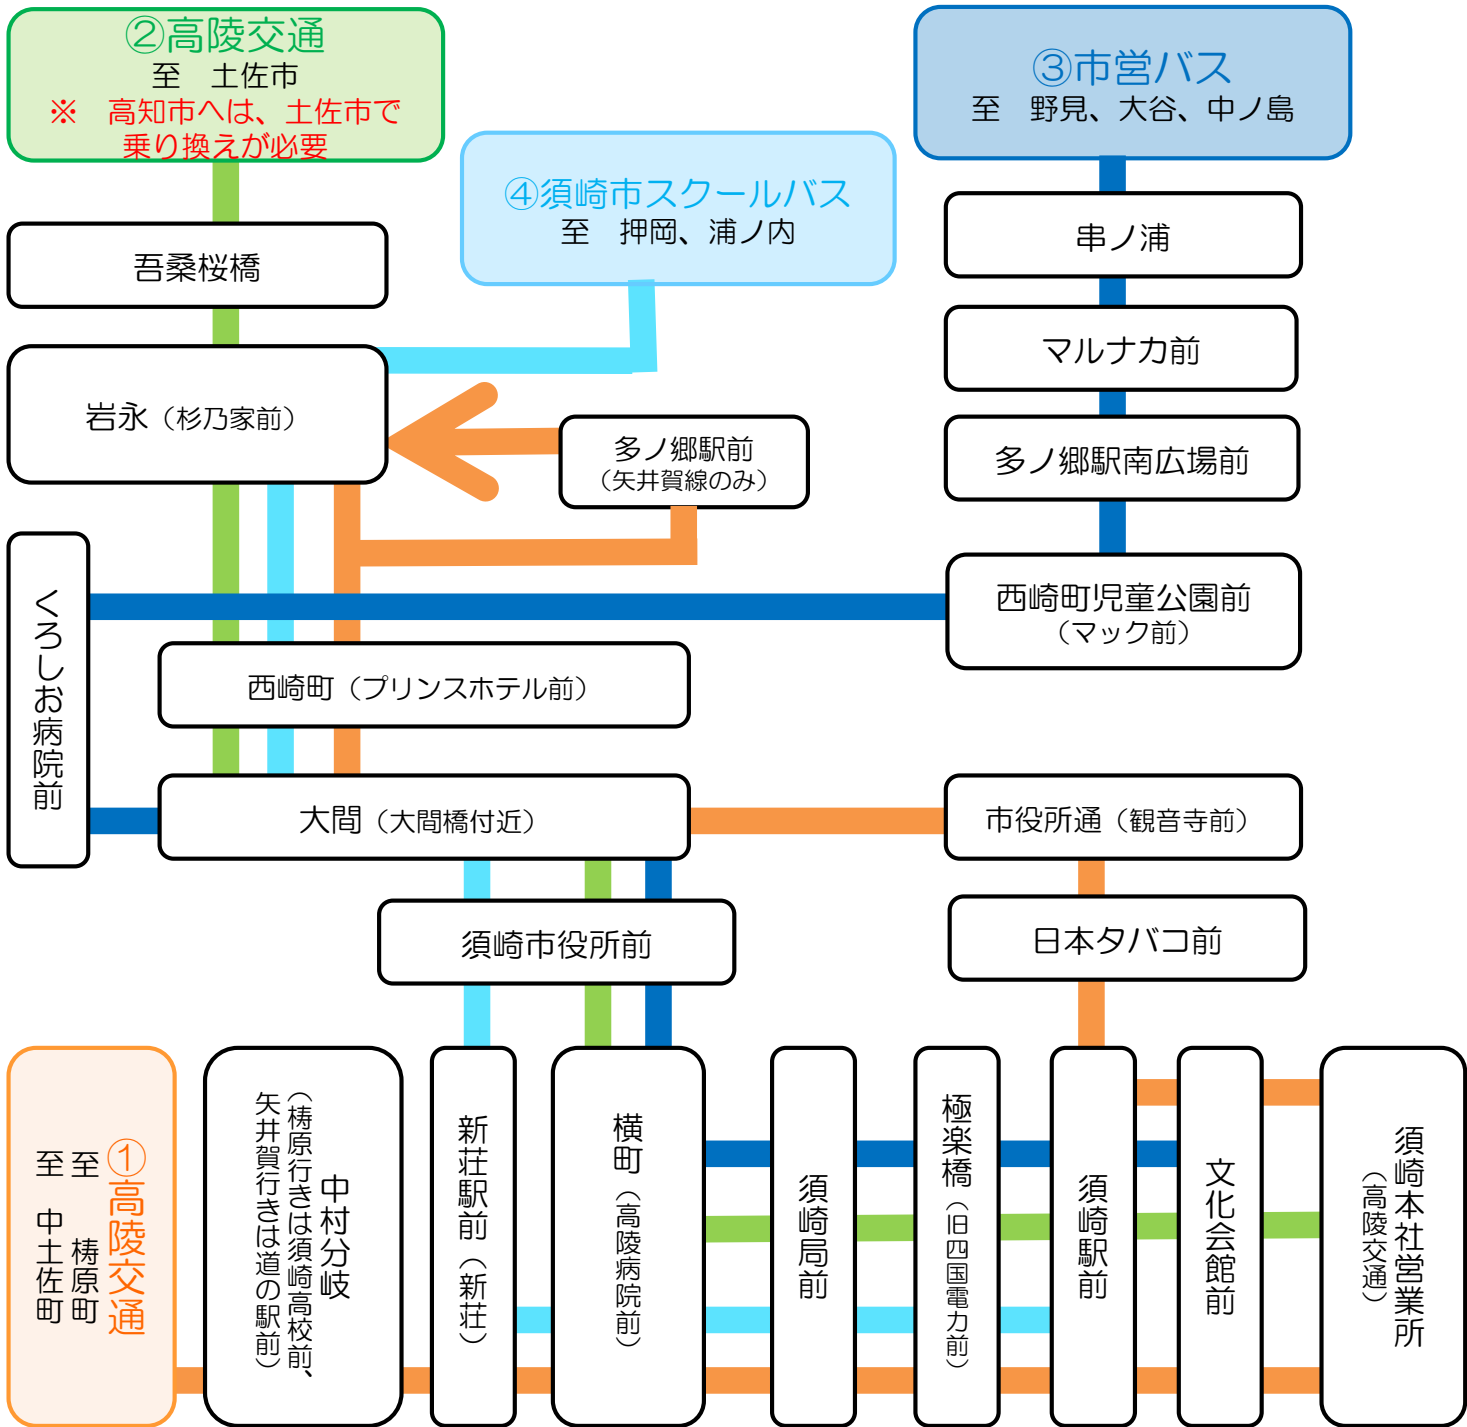 ②高陵交通
至　土佐市
※　高知市へは、土佐市で
乗り換えが必要
③市営バス
至　野見、大谷、中ノ島
④須崎市スクールバス
至　押岡、浦ノ内
吾桑桜橋
串ノ浦
マルナカ前
岩永（杉乃家前）
多ノ郷駅前
（矢井賀線のみ）
多ノ郷駅南広場前
くろしお病院前
西崎町児童公園前
（マック前）
西崎町（プリンスホテル前）
大間（大間橋付近）
市役所通（観音寺前）
須崎市役所前
日本タバコ前
①高陵交通
至　梼原町
至　中土佐町
中村分岐
（梼原行きは須崎高校前、
矢井賀行きは道の駅前）
新荘駅前（新荘）
横町（高陵病院前）
須崎局前
極楽橋（旧四国電力前）
須崎駅前
文化会館前
須崎本社営業所
（高陵交通）